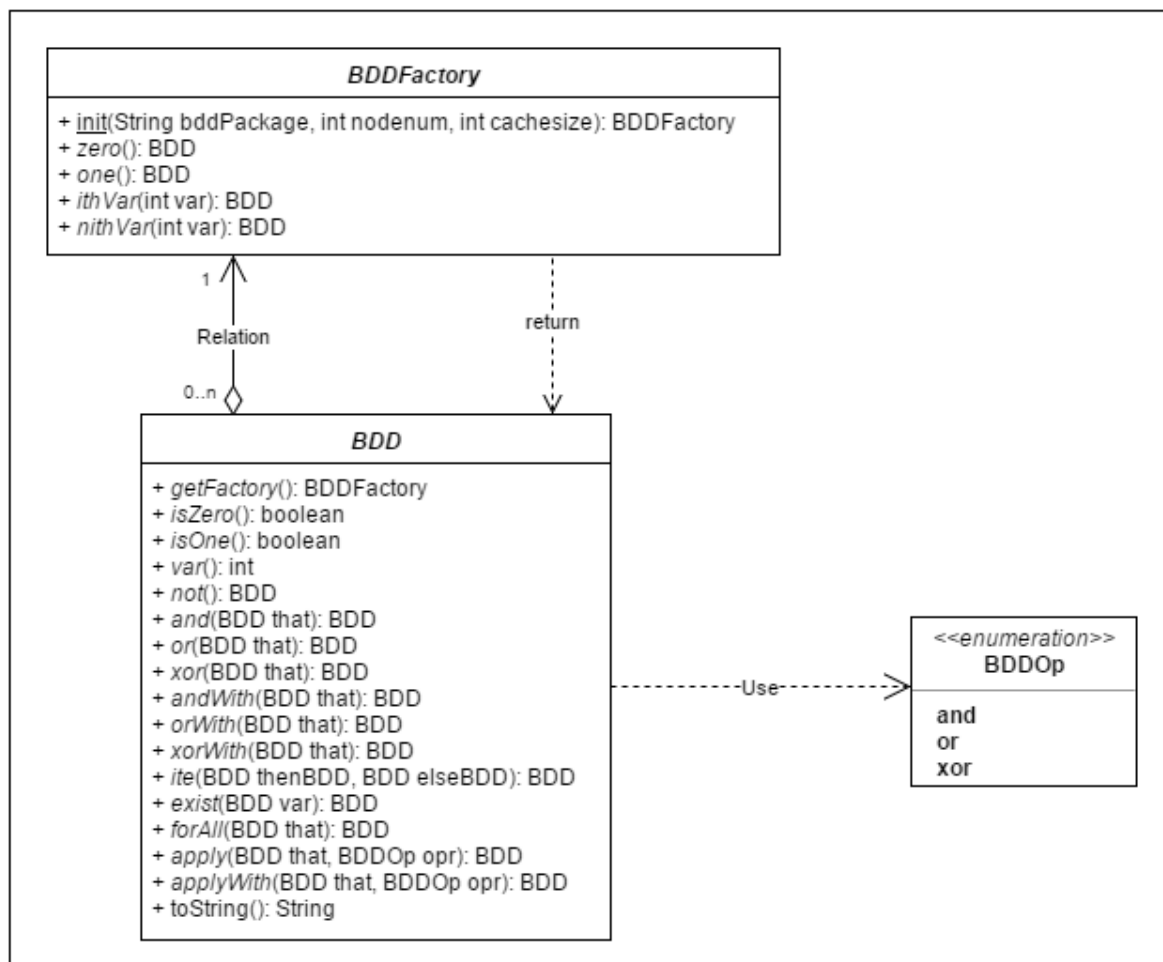 BDDFactory
+ init(String bddPackage, int nodenum, int cachesize): BDDFactory
+ zero(): BDD
+ one(): BDD
+ ithVar(int var): BDD
+ nithVar(int var): BDD
1
Relation
return
0..n
BDD
+ getFactory(): BDDFactory
+ isZero(): boolean
+ isOne(): boolean
+ var(): int
+ not(): BDD
+ and(BDD that): BDD
+ or(BDD that): BDD
+ xor(BDD that): BDD
+ andWith(BDD that): BDD
+ orWith(BDD that): BDD
+ xorWith(BDD that): BDD
+ ite(BDD thenBDD, BDD elseBDD): BDD
+ exist(BDD var): BDD
+ forAll(BDD that): BDD
+ apply(BDD that, BDDOp opr): BDD
+ applyWith(BDD that, BDDOp opr): BDD
+ toString(): String
Use
<<enumeration>>
BDDOp
and
or
xor